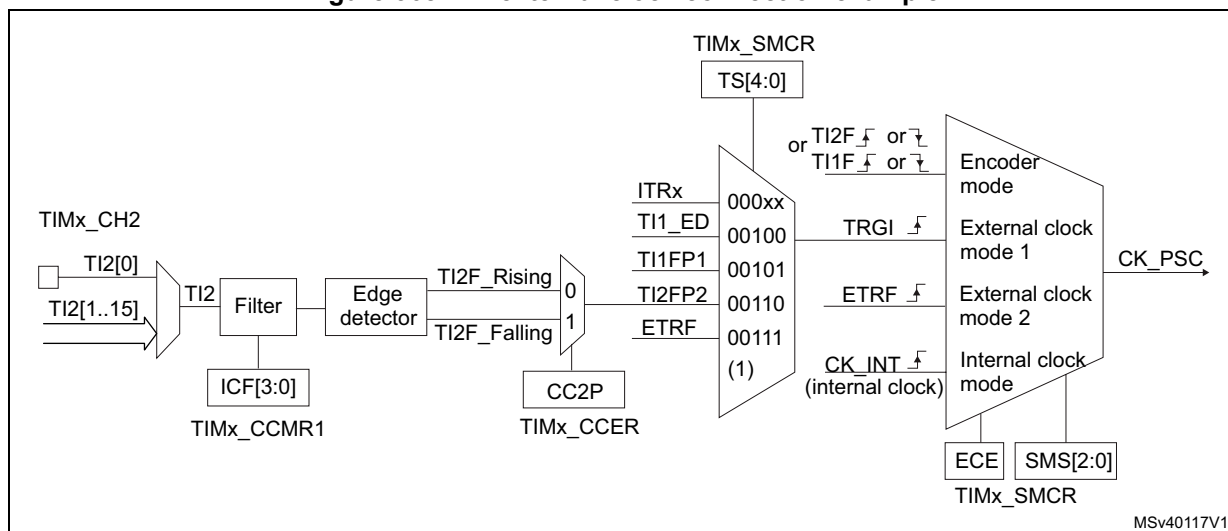 TIMx_SMCR
TS[4:0]
or TI2F or
TI1F or
Encoder
mode
ITRx
000xx
TIMx_CH2
TI1_ED
00100
TRGI
External clock
mode 1
CK_PSC
TI2[0]
TI1FP1
00101
TI2F_Rising
0
TI2
Filter
Edge
detector
TI2FP2
00110
ETRF
External clock
mode 2
TI2[1..15]
TI2F_Falling
1
ETRF
00111
(1)
CK_INT
(internal clock)
Internal clock
mode
ICF[3:0]
TIMx_CCMR1
CC2P
TIMx_CCER
ECE
SMS[2:0]
TIMx_SMCR
MSv40117V1